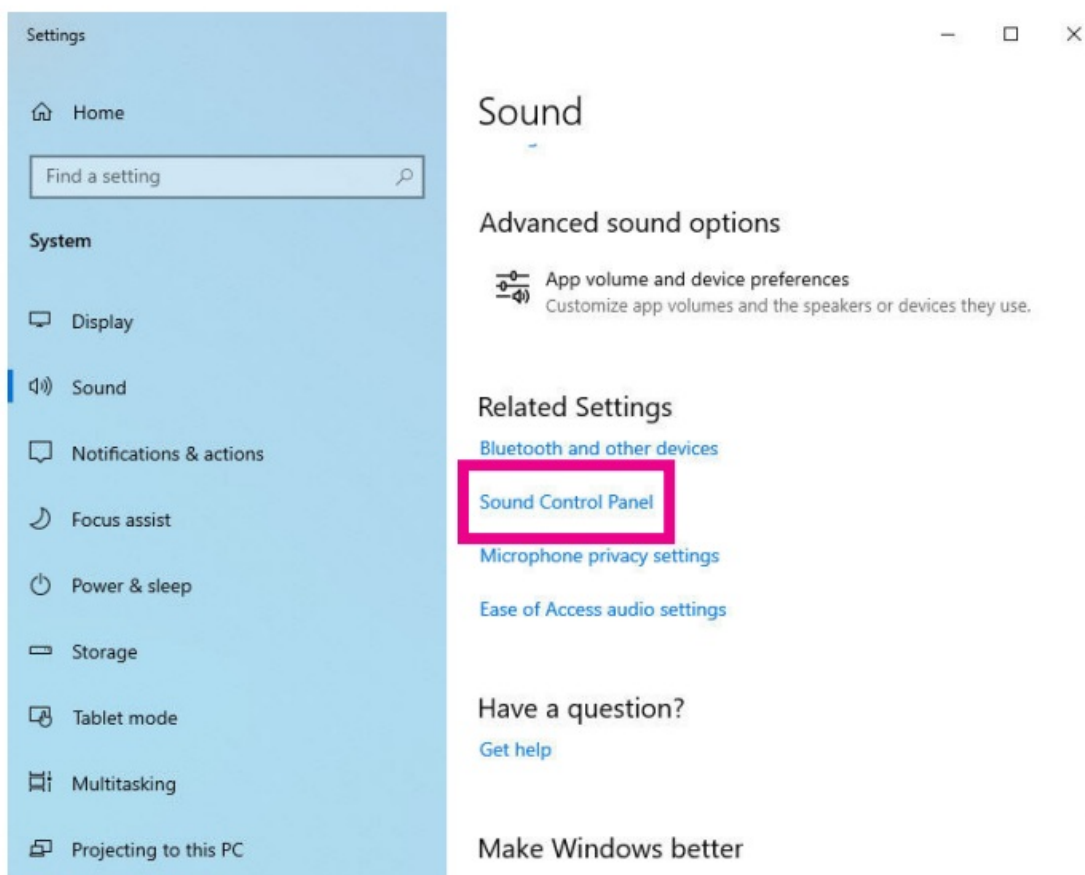 Settings
Home
Find a setting
System
Display
Sound
Notifications & actions
Focus assist
Power & sleep
Storage
Tablet mode
Multitasking
Projecting to this PC
Sound
Advanced sound options
App volume and device preferences
Customize app volumes and the speakers or devices they use.
Related Settings
Bluetooth and other devices
Sound Control Panel
Microphone privacy settings
Ease of Access audio settings
Have a question?
Get help
Make Windows better